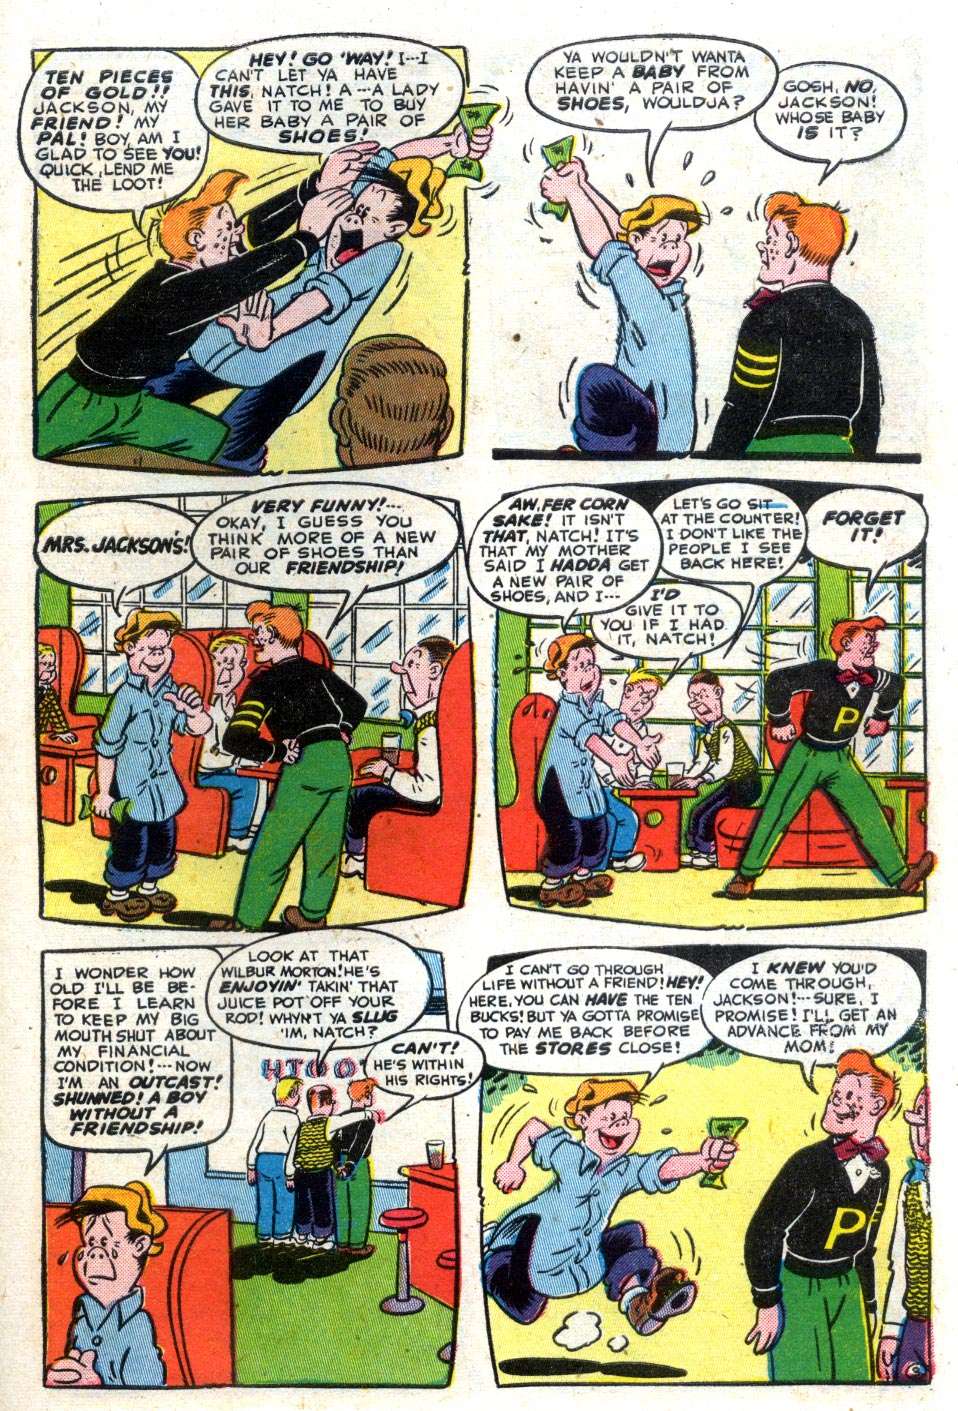 TEN PIECES
OF GOLD!!
JACKSON, MY
FRIEND! MY
PAL! BOY, AM I
GLAD TO SEE YOU!
QUICK, LEND ME
THE LOOT!
HEY! GO 'WAY! I---I
CAN'T LET YA HAVE
THIS, NATCH! A---A LADY
GAVE IT TO ME TO BUY
HER BABY A PAIR OF
SHOES!
YA WOULDN'T WANTA
KEEP A BABY FROM
HAVIN' A PAIR OF
SHOES, WOULDJA?
GOSH, NO,
JACKSON!
WHOSE BABY
IS IT?
MRS. JACKSON'S!
VERY FUNNY!---
OKAY, I GUESS YOU
THINK MORE OF A NEW
PAIR OF SHOES THAN
OUR FRIENDSHIP!
AW, FER CORN
SAKE! IT ISN'T
THAT, NATCH! IT'S
THAT MY MOTHER
SAID I HADDA GET
A NEW PAIR OF
SHOES, AND I---
I'D
GIVE IT TO
YOU IF I HAD
IT, NATCH!
LET'S GO SIT
AT THE COUNTER!
I DON'T LIKE THE
PEOPLE I SEE
BACK HERE!
FORGET
IT!
P
I WONDER HOW
OLD I'LL BE BE-
FORE I LEARN
TO KEEP MY BIG
MOUTH SHUT ABOUT
MY FINANCIAL
CONDITION!---NOW
I'M AN OUTCAST!
SHUNNED! A BOY
WITHOUT A
FRIENDSHIP!
LOOK AT THAT
WILBUR MORTON! HE'S
ENJOYIN' TAKIN' THAT
JUICE POT OFF YOUR
ROD! WHYN'T YA SLUG
'IM, NATCH?
CAN'T!
HE'S WITHIN
HIS RIGHTS!
I CAN'T GO THROUGH
LIFE WITHOUT A FRIEND! HEY!
HERE, YOU CAN HAVE THE TEN
BUCKS! BUT YA GOTTA PROMISE
TO PAY ME BACK BEFORE
THE STORES CLOSE!
I KNEW YOU'D
COME THROUGH,
JACKSON!---SURE, I
PROMISE! I'LL GET AN
ADVANCE FROM MY
MOM!
P